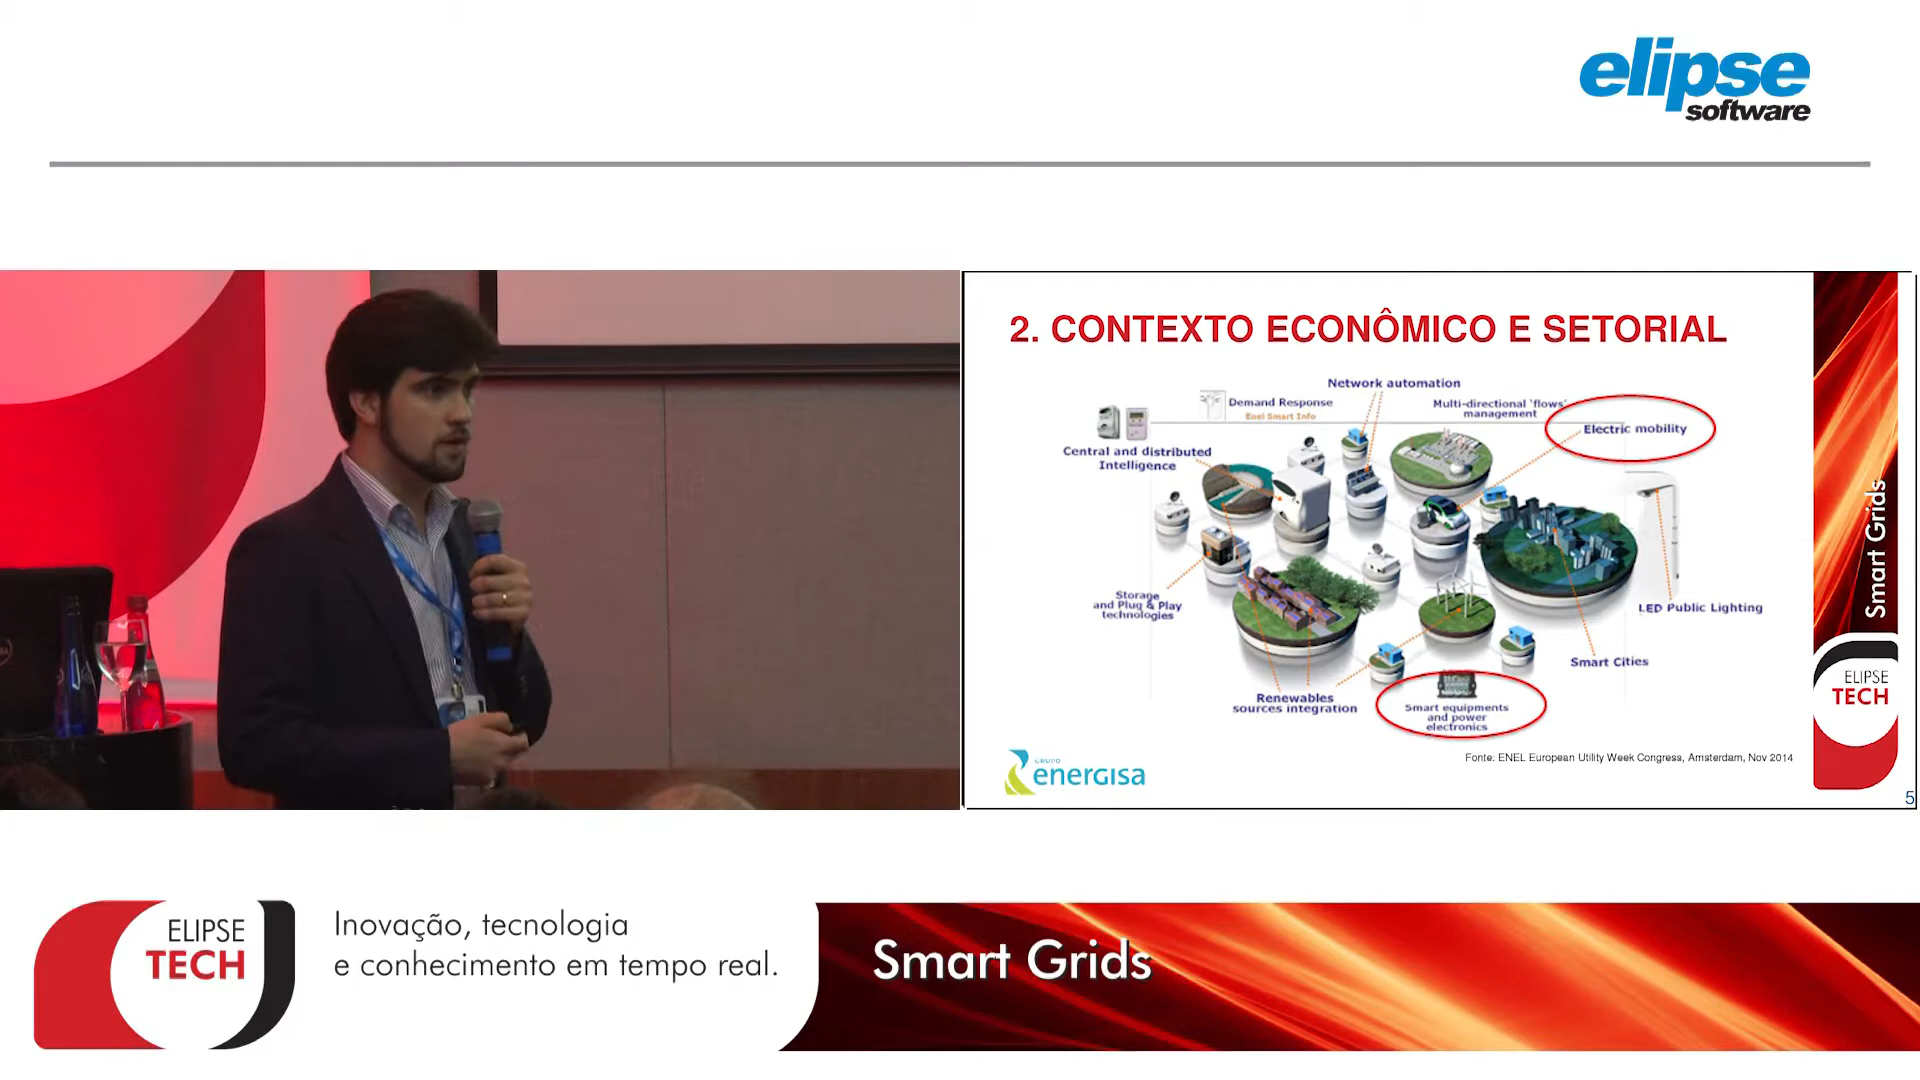 elipse
software
2. CONTEXTO ECONÔMICO E SETORIAL
Network automation
Demand Response
Enel Smart Info
Multi-directional 'flows'
management
Electric mobility
Central and distributed
Intelligence
Storage
and Plug & Play
technologies
LED Public Lighting
Smart Cities
Renewables
sources integration
Smart equipments
and power
electronics
Fonte: ENEL European Utility Week Congress, Amsterdam, Nov 2014
GRUPO
energisa
Smart Grids
ELIPSE
TECH
5
ELIPSE
TECH
Inovação, tecnologia
e conhecimento em tempo real.
Smart Grids